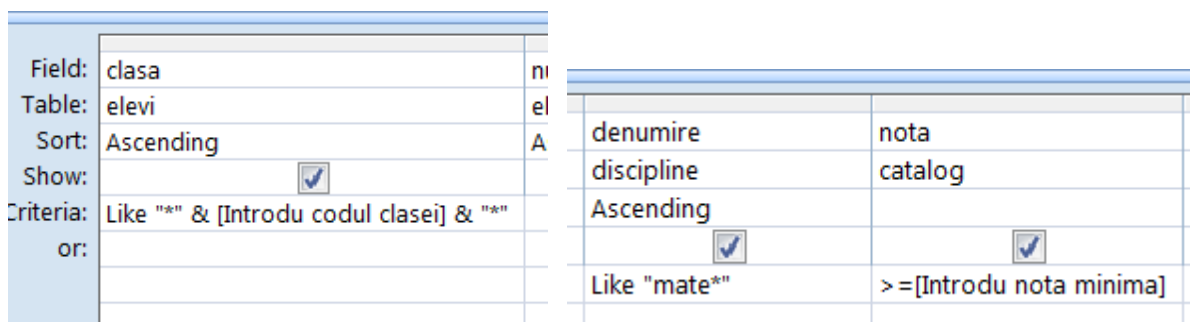 Field: clasa
Table: elevi
Sort: Ascending
Show:
Criteria: Like "*" & [Introdu codul clasei] & "*"
or:
denumire nota
discipline catalog
Ascending
Like "mate*" >=[Introdu nota minima]